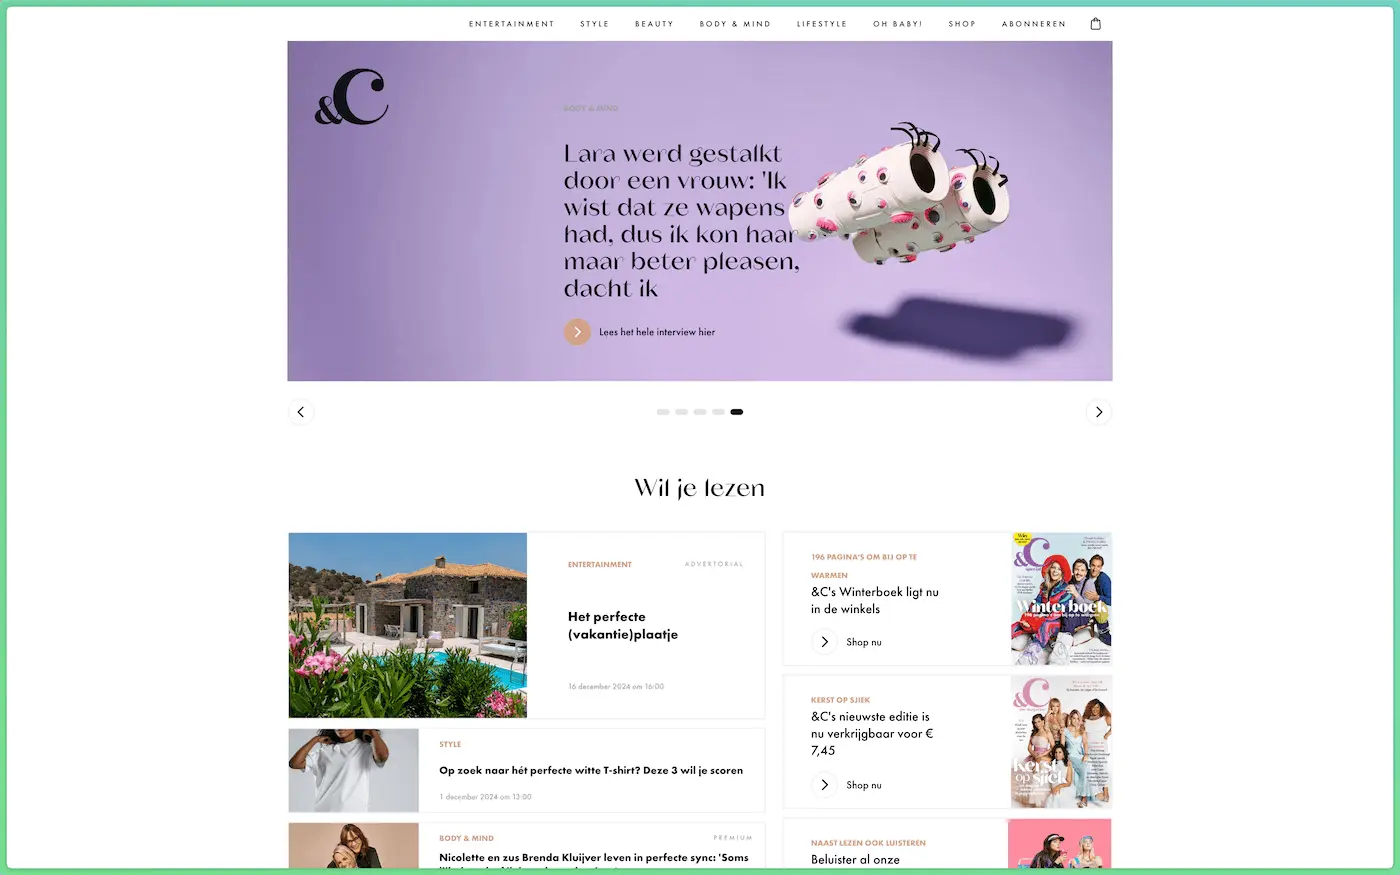 ENTERTAINMENT STYLE BEAUTY BODY & MIND LIFESTYLE OH BABY! SHOP ABONNEREN
&C
BODY & MIND
Lara werd gestalkt
door een vrouw: 'Ik
wist dat ze wapens
had, dus ik kon haar
maar beter pleasen,
dacht ik
Lees het hele interview hier
Wil je lezen
ENTERTAINMENT
ADVERTORIAL
Het perfecte
(vakantie)plaatje
16 december 2024 om 16:00
STYLE
Op zoek naar hét perfecte witte T-shirt? Deze 3 wil je scoren
1 december 2024 om 13:00
BODY & MIND
PREMIUM
Nicolette en zus Brenda Kluijver leven in perfecte sync: 'Soms
196 PAGINA'S OM BIJ OP TE
WARMEN
&C's Winterboek ligt nu
in de winkels
Shop nu
&C
Winterboek
KERST OP SJIEK
&C's nieuwste editie is
nu verkrijgbaar voor €
7,45
Shop nu
&C
Kerst
op sjiek
NAAST LEZEN OOK LUISTEREN
Beluister al onze